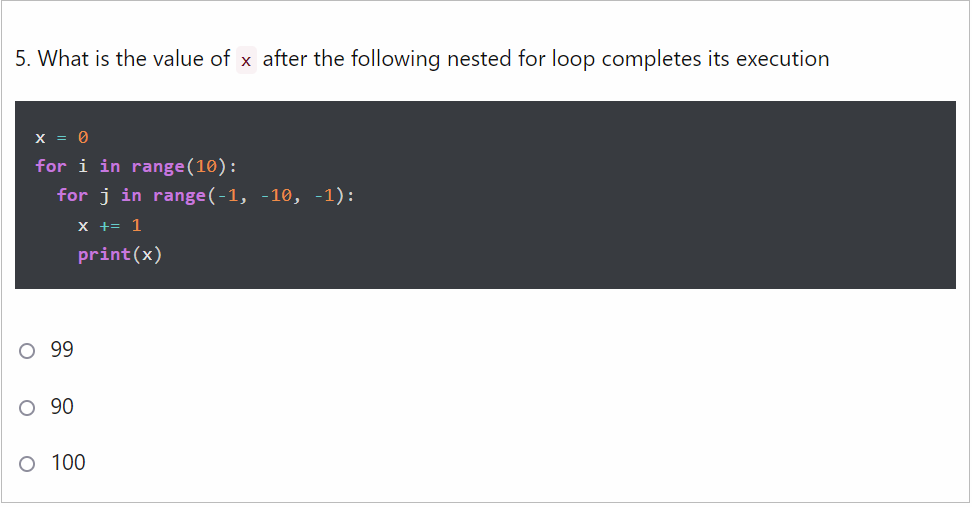 5. What is the value of x after the following nested for loop completes its execution
x = 0
for i in range(10):
  for j in range(-1, -10, -1):
    x += 1
    print(x)
99
90
100